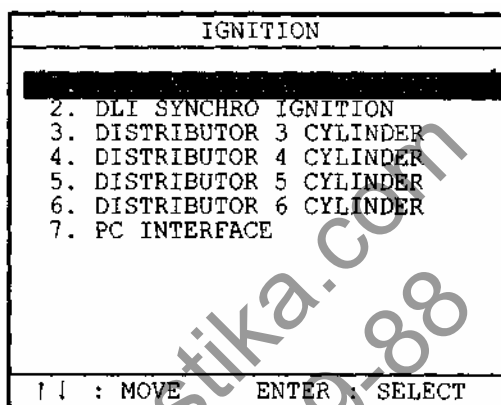 IGNITION
2. DLI SYNCHRO IGNITION
3. DISTRIBUTOR 3 CYLINDER
4. DISTRIBUTOR 4 CYLINDER
5. DISTRIBUTOR 5 CYLINDER
6. DISTRIBUTOR 6 CYLINDER
7. PC INTERFACE
↑↓ : MOVE ENTER : SELECT